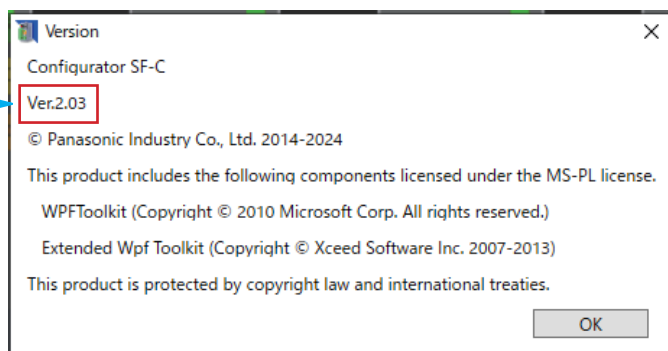 Version
Configurator SF-C
Ver.2.03
© Panasonic Industry Co., Ltd. 2014-2024
This product includes the following components licensed under the MS-PL license.
WPFToolkit (Copyright © 2010 Microsoft Corp. All rights reserved.)
Extended Wpf Toolkit (Copyright © Xceed Software Inc. 2007-2013)
This product is protected by copyright law and international treaties.
OK